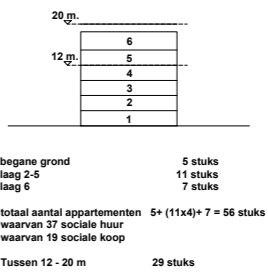 20 m.
6
12 m.
5
4
3
2
1
begane grond 5 stuks
laag 2-5 11 stuks
laag 6 7 stuks
totaal aantal appartementen 5+ (11x4)+ 7 = 56 stuks
waarvan 37 sociale huur
waarvan 19 sociale koop
Tussen 12 - 20 m 29 stuks